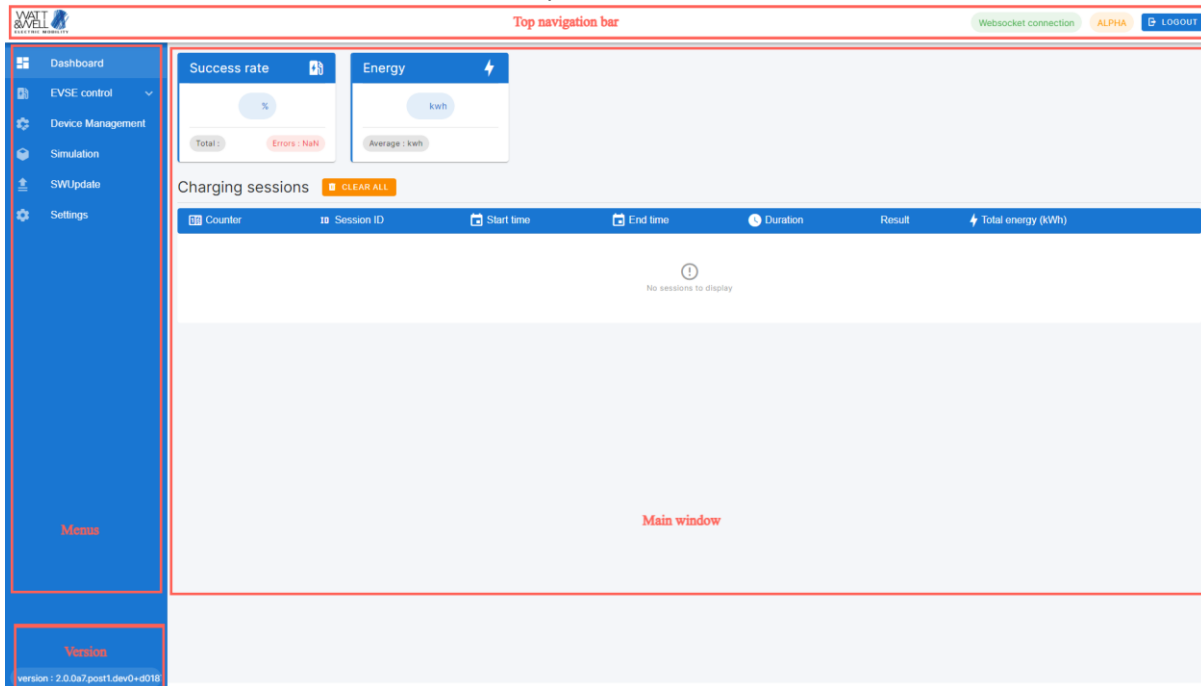 WATT
&WELL
ELECTRIC MOBILITY
Top navigation bar
Websocket connection
ALPHA
LOGOUT
Dashboard
EVSE control
Device Management
Simulation
SWUpdate
Settings
Menus
Version
version : 2.0.0a7.post1.dev0+d018
Success rate
%
Total :
Errors : NaN
Energy
kwh
Average : kwh
Charging sessions
CLEAR ALL
Counter
ID Session ID
Start time
End time
Duration
Result
Total energy (kWh)
No sessions to display
Main window